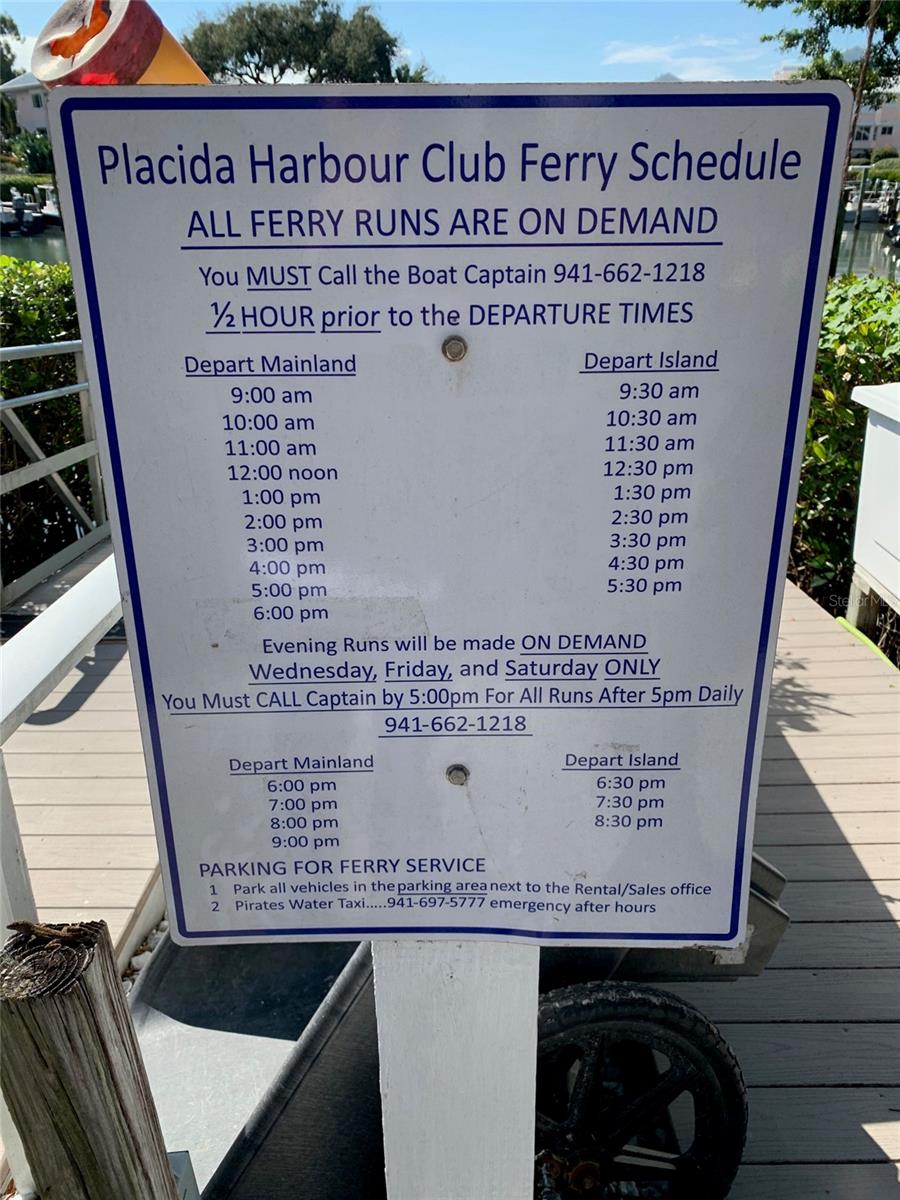 Placida Harbour Club Ferry Schedule
ALL FERRY RUNS ARE ON DEMAND
You MUST Call the Boat Captain 941-662-1218
½ HOUR prior to the DEPARTURE TIMES
Depart Mainland Depart Island
9:00 am 9:30 am
10:00 am 10:30 am
11:00 am 11:30 am
12:00 noon 12:30 pm
1:00 pm 1:30 pm
2:00 pm 2:30 pm
3:00 pm 3:30 pm
4:00 pm 4:30 pm
5:00 pm 5:30 pm
6:00 pm
Evening Runs will be made ON DEMAND
Wednesday, Friday, and Saturday ONLY
You Must CALL Captain by 5:00pm For All Runs After 5pm Daily
941-662-1218
Depart Mainland Depart Island
6:00 pm 6:30 pm
7:00 pm 7:30 pm
8:00 pm 8:30 pm
9:00 pm
PARKING FOR FERRY SERVICE
1 Park all vehicles in the parking area next to the Rental/Sales office
2 Pirates Water Taxi.....941-697-5777 emergency after hours